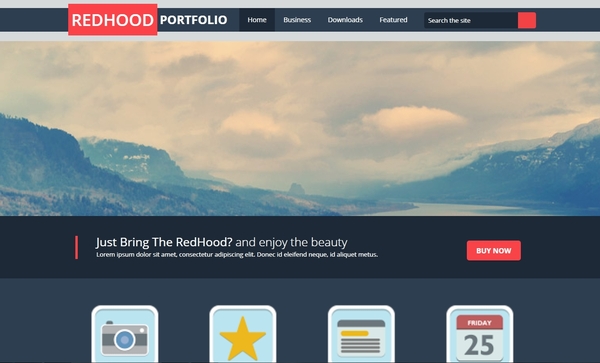 REDHOOD PORTFOLIO Home Business Downloads Featured Search the site
Just Bring The RedHood? and enjoy the beauty
Lorem ipsum dolor sit amet, consectetur adipiscing elit. Donec id eleifend neque, id aliquet metus.
BUY NOW
FRIDAY
25